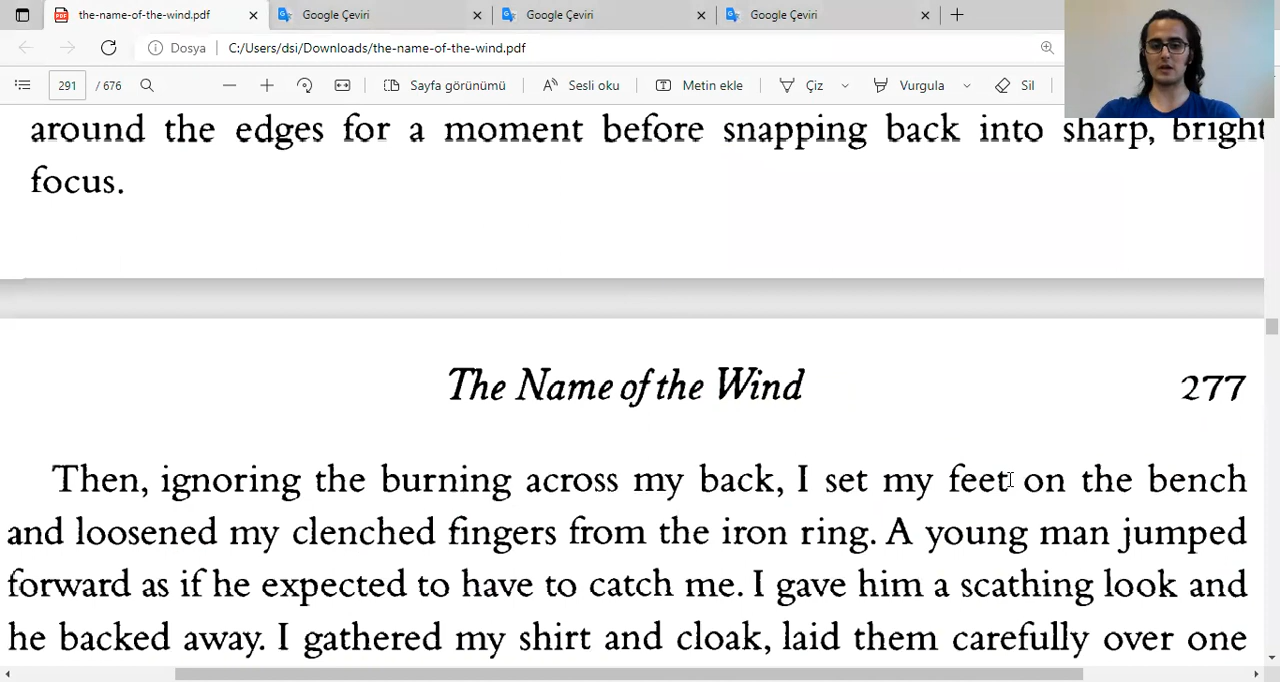 the-name-of-the-wind.pdf
Google Çeviri
Google Çeviri
Google Çeviri
Dosya
C:/Users/dsi/Downloads/the-name-of-the-wind.pdf
291
/ 676
Sayfa görünümü
Sesli oku
Metin ekle
Çiz
Vurgula
Sil
around the edges for a moment before snapping back into sharp, bright
focus.
The Name of the Wind
277
Then, ignoring the burning across my back, I set my feet on the bench
and loosened my clenched fingers from the iron ring. A young man jumped
forward as if he expected to have to catch me. I gave him a scathing look and
he backed away. I gathered my shirt and cloak, laid them carefully over one